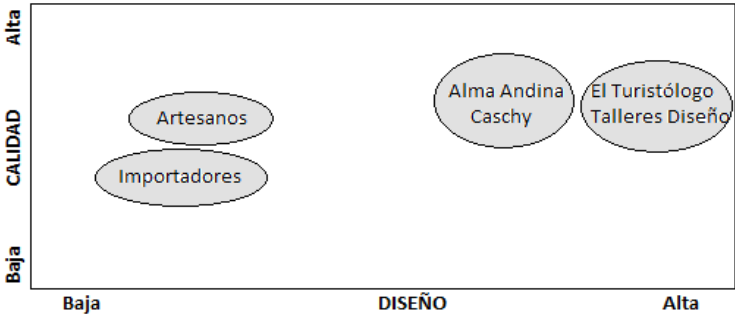 Alta
CALIDAD
Baja
Alma Andina
Caschy
El Turistólogo
Talleres Diseño
Artesanos
Importadores
Baja
DISEÑO
Alta